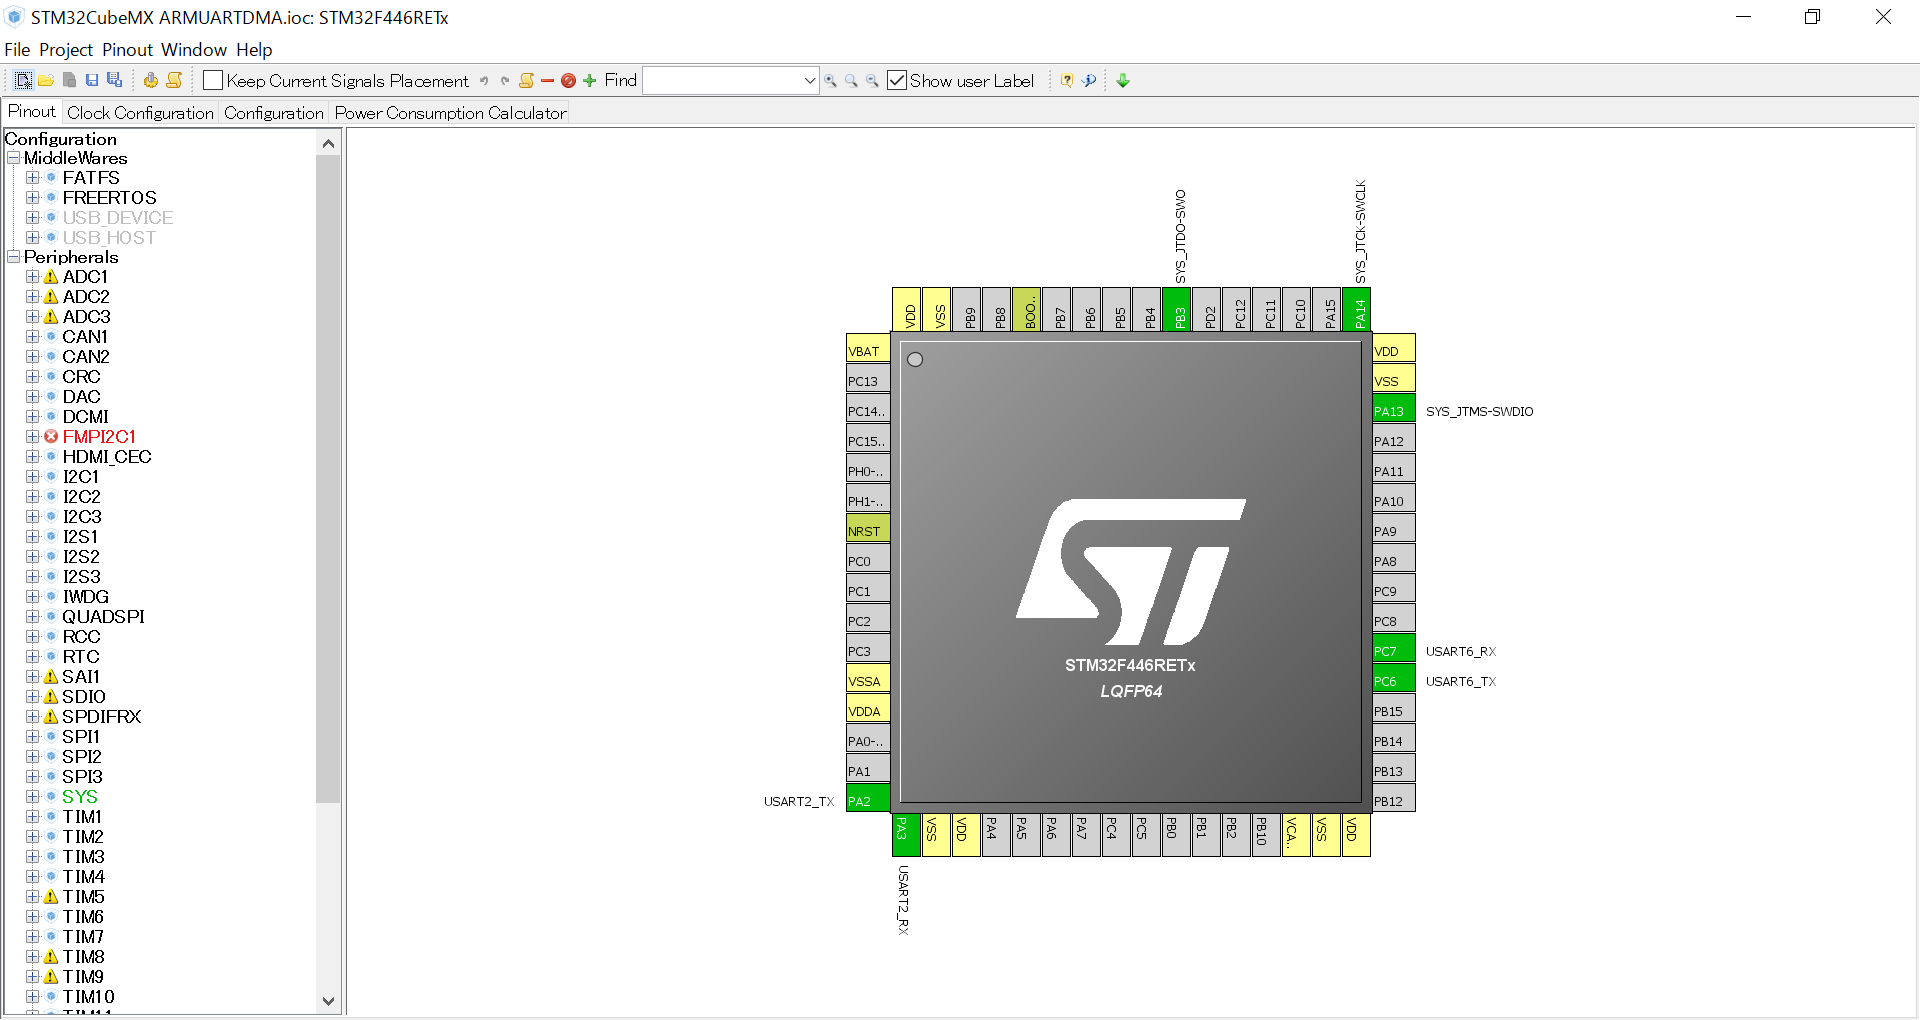 STM32CubeMX ARMUARTDMA.ioc: STM32F446RETx
File Project Pinout Window Help
Keep Current Signals Placement Find Show user Label
Pinout Clock Configuration Configuration Power Consumption Calculator
Configuration
MiddleWares
FATFS
FREERTOS
USB_DEVICE
USB_HOST
Peripherals
ADC1
ADC2
ADC3
CAN1
CAN2
CRC
DAC
DCMI
FMPI2C1
HDMI_CEC
I2C1
I2C2
I2C3
I2S1
I2S2
I2S3
IWDG
QUADSPI
RCC
RTC
SAI1
SDIO
SPDIFRX
SPI1
SPI2
SPI3
SYS
TIM1
TIM2
TIM3
TIM4
TIM5
TIM6
TIM7
TIM8
TIM9
TIM10
SYS_JTDO-SWO
SYS_JTCK-SWCLK
VDD
VSS
PB9
PB8
BOO..
PB7
PB6
PB5
PB4
PB3
PD2
PC12
PC11
PC10
PA15
PA14
VBAT
PC13
PC14..
PC15..
PH0-..
PH1-..
NRST
PC0
PC1
PC2
PC3
VSSA
VDDA
PA0-..
PA1
USART2_TX PA2
STM32F446RETx
LQFP64
VDD
VSS
PA13 SYS_JTMS-SWDIO
PA12
PA11
PA10
PA9
PA8
PC9
PC8
PC7 USART6_RX
PC6 USART6_TX
PB15
PB14
PB13
PB12
PA3
VSS
VDD
PA4
PA5
PA6
PA7
PC4
PC5
PB0
PB1
PB2
PB10
VCA..
VSS
VDD
USART2_RX